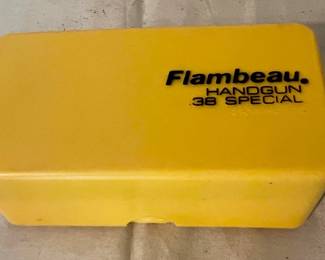 Flambeau.
HANDGUN
38 SPECIAL